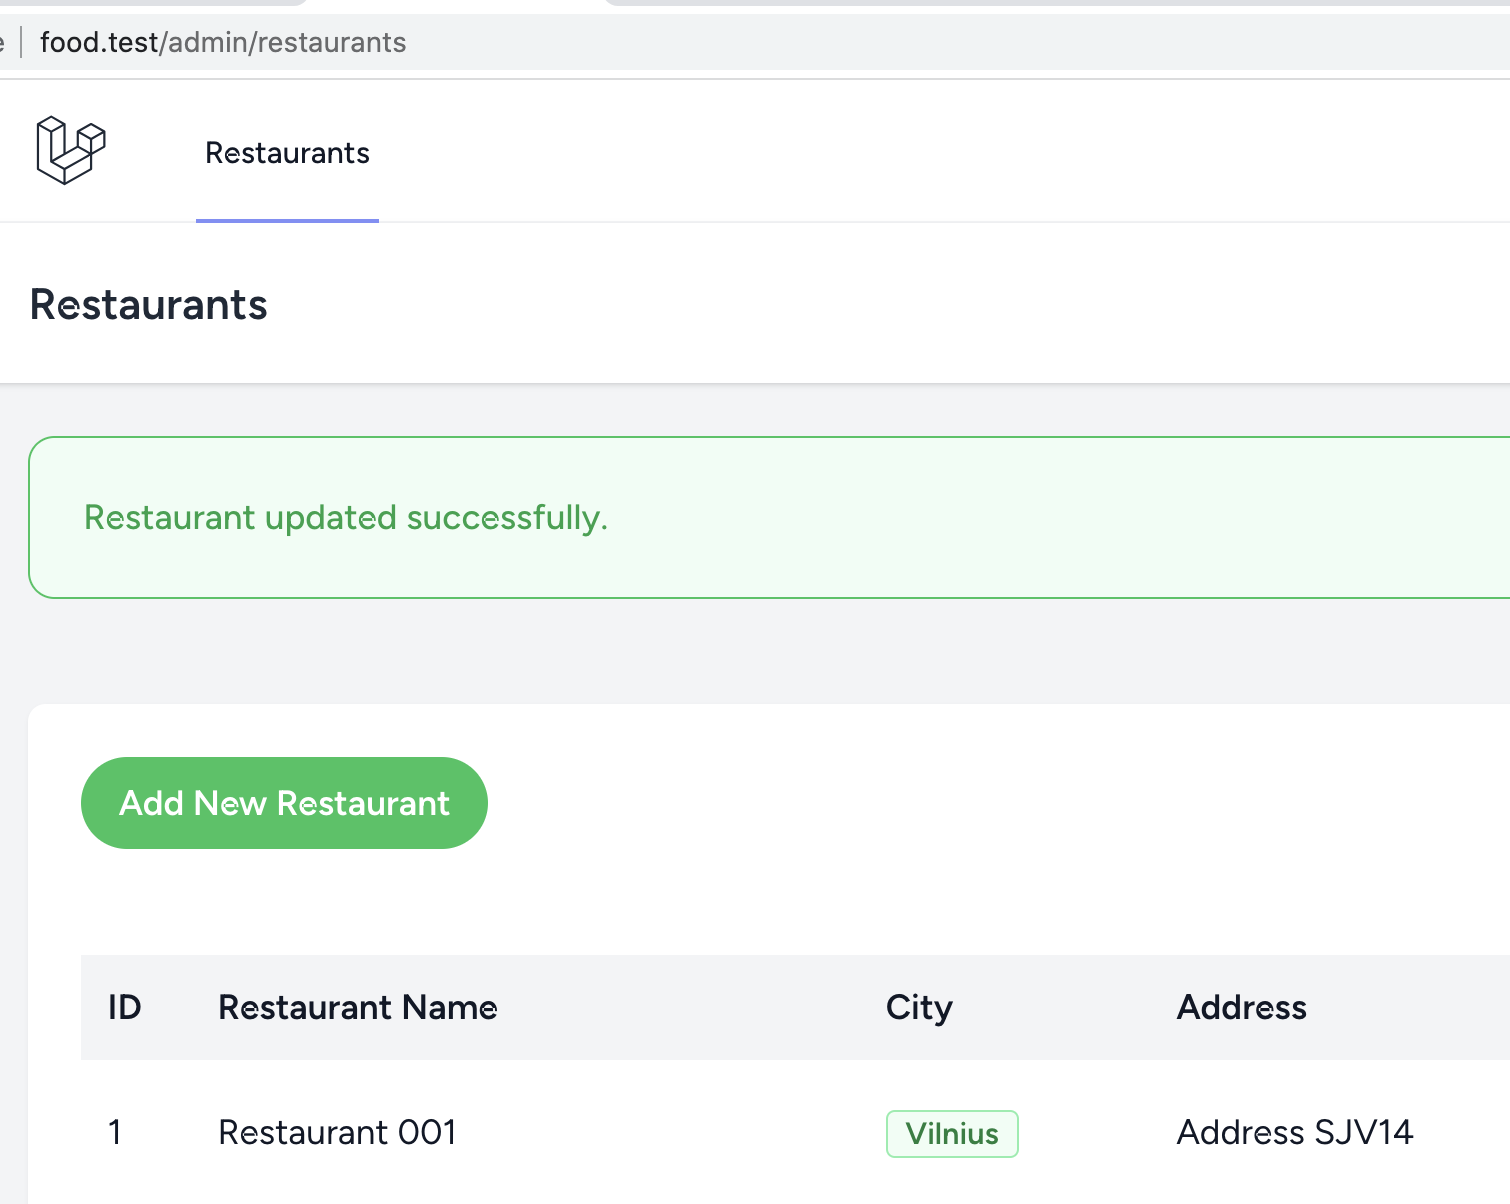 food.test/admin/restaurants
Restaurants
Restaurants
Restaurant updated successfully.
Add New Restaurant
ID Restaurant Name City Address
1 Restaurant 001 Vilnius Address SJV14